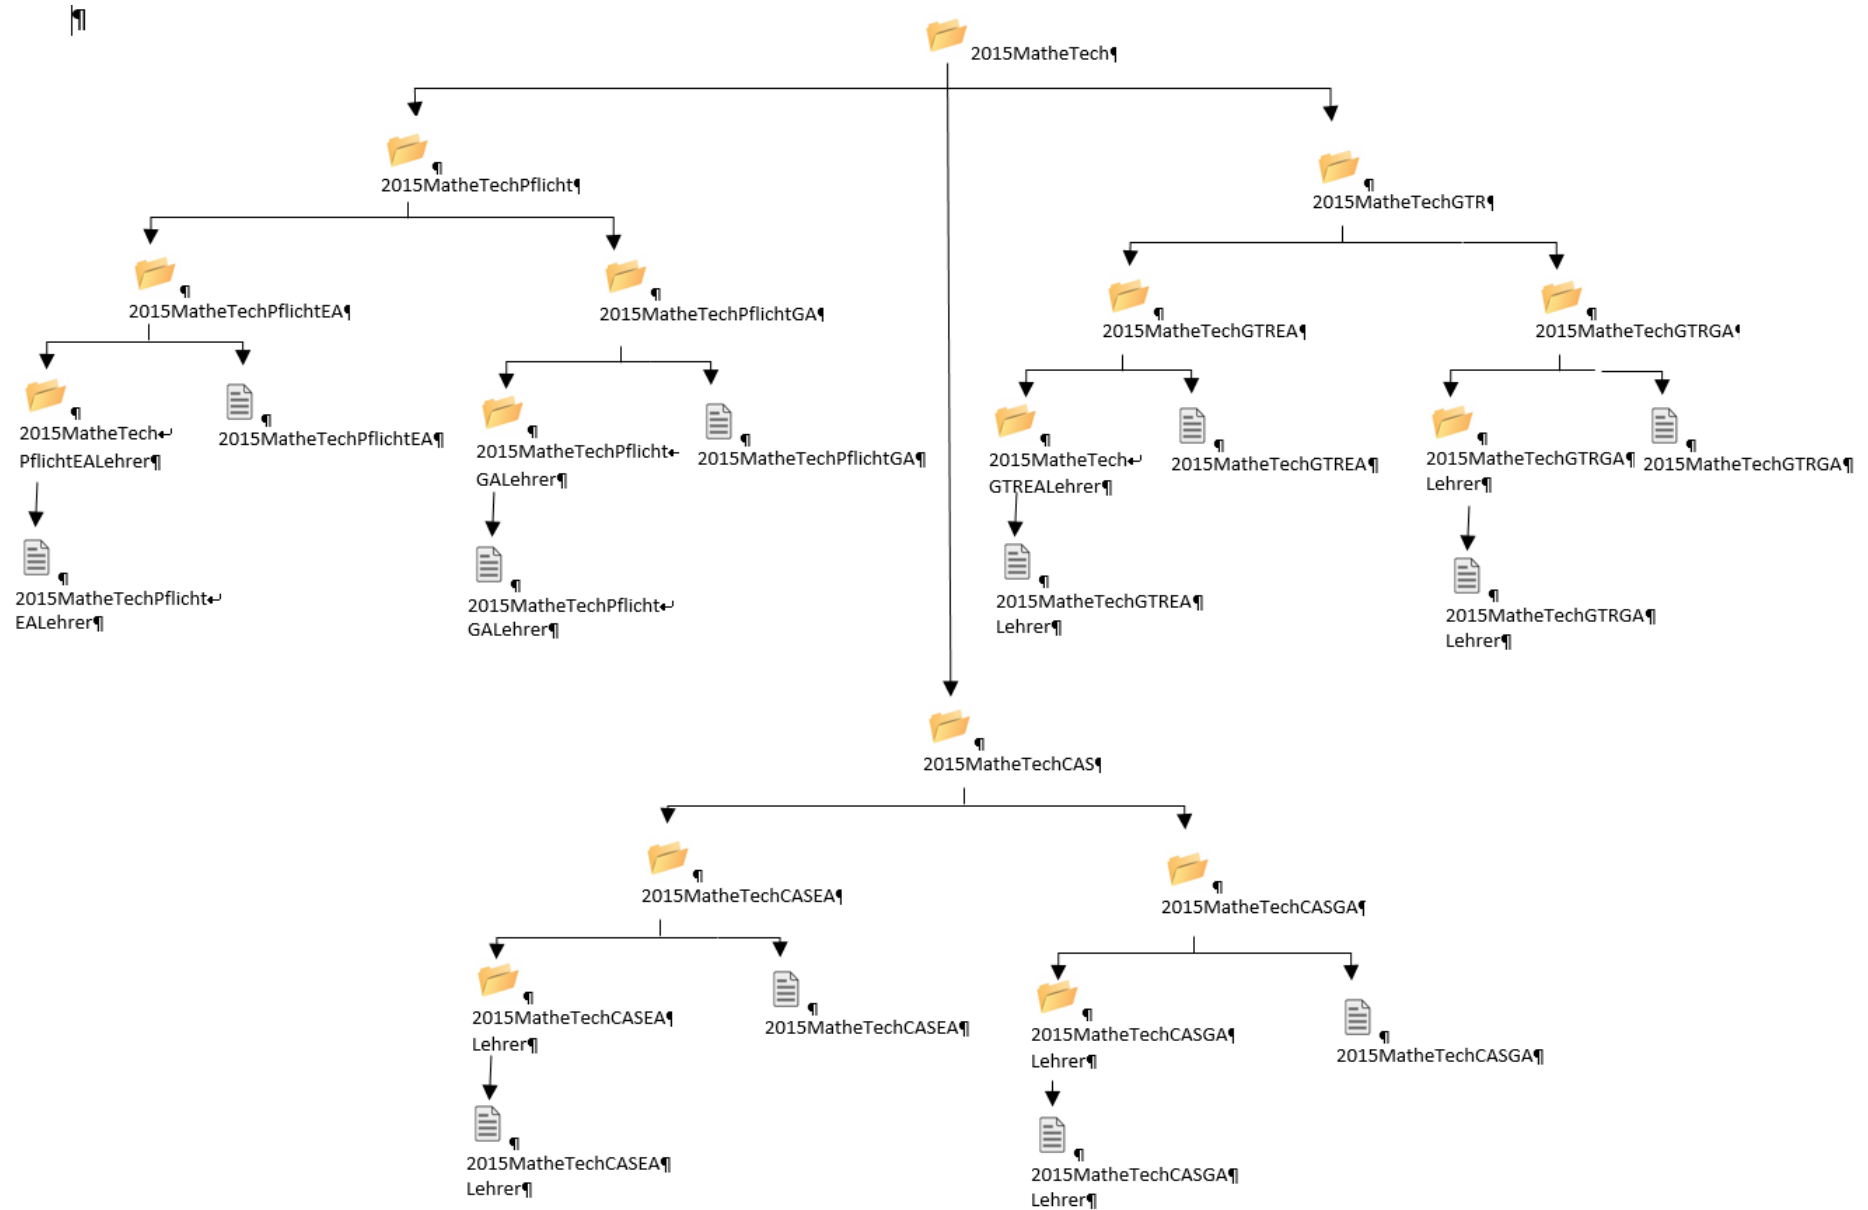 ¶
2015MatheTech¶
¶
2015MatheTechPflicht¶
¶
2015MatheTechGTR¶
¶
2015MatheTechPflichtEA¶
¶
2015MatheTechPflichtGA¶
¶
2015MatheTechGTREA¶
¶
2015MatheTechGTRGA¶
¶
2015MatheTech↵
PflichtEALehrer¶
¶
2015MatheTechPflichtEA¶
¶
2015MatheTechPflicht↵
GALehrer¶
¶
2015MatheTechPflichtGA¶
¶
2015MatheTech↵
GTREALehrer¶
¶
2015MatheTechGTREA¶
¶
2015MatheTechGTRGA¶
Lehrer¶
¶
2015MatheTechGTRGA¶
¶
2015MatheTechPflicht↵
EALehrer¶
¶
2015MatheTechPflicht↵
GALehrer¶
¶
2015MatheTechGTREA¶
Lehrer¶
¶
2015MatheTechGTRGA¶
Lehrer¶
¶
2015MatheTechCAS¶
¶
2015MatheTechCASEA¶
¶
2015MatheTechCASGA¶
¶
2015MatheTechCASEA¶
Lehrer¶
¶
2015MatheTechCASEA¶
¶
2015MatheTechCASGA¶
Lehrer¶
¶
2015MatheTechCASGA¶
¶
2015MatheTechCASEA¶
Lehrer¶
¶
2015MatheTechCASGA¶
Lehrer¶